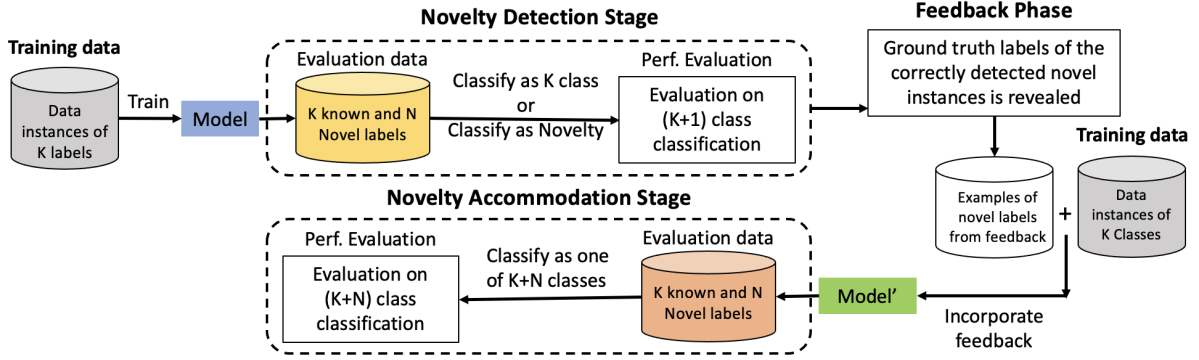 Novelty Detection Stage
Training data
Data
instances of
K labels
Train
Model
Evaluation data
K known and N
Novel labels
Classify as K class
or
Classify as Novelty
Perf. Evaluation
Evaluation on
(K+1) class
classification
Feedback Phase
Ground truth labels of the
correctly detected novel
instances is revealed
Training data
Examples of
novel labels
from feedback
+
Data
instances of
K Classes
Incorporate
feedback
Model’
Novelty Accommodation Stage
Evaluation data
K known and N
Novel labels
Classify as one
of K+N classes
Perf. Evaluation
Evaluation on
(K+N) class
classification